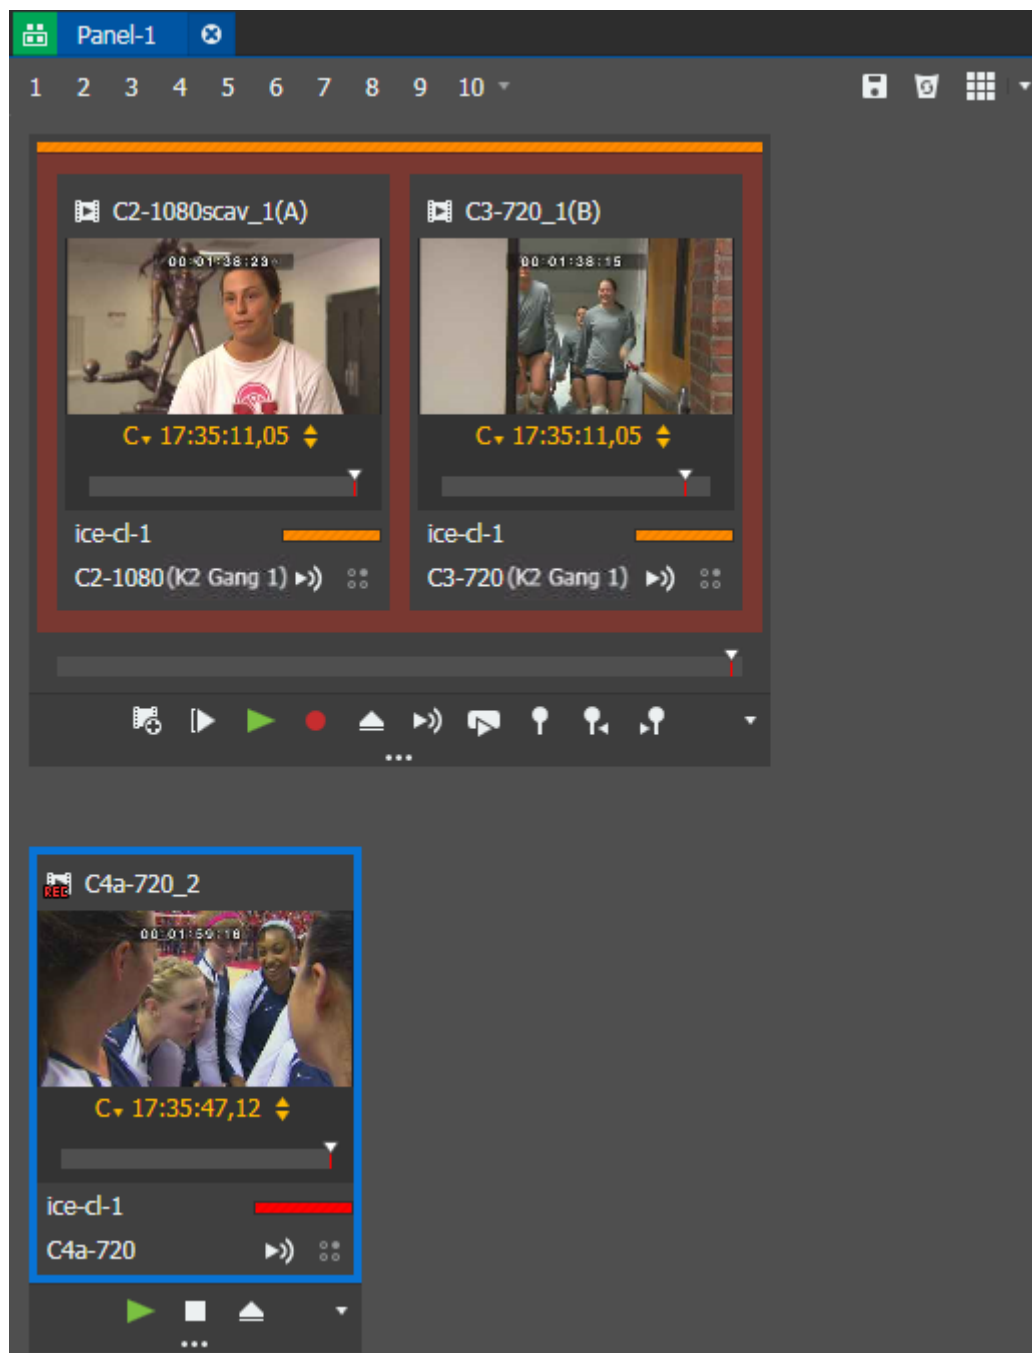 Panel-1
1 2 3 4 5 6 7 8 9 10
C2-1080scav_1(A)
00:01:38:23
C 17:35:11,05
ice-cl-1
C2-1080(K2 Gang 1)
C3-720_1(B)
00:01:38:15
C 17:35:11,05
ice-cl-1
C3-720(K2 Gang 1)
REC C4a-720_2
00:01:59:18
C 17:35:47,12
ice-cl-1
C4a-720